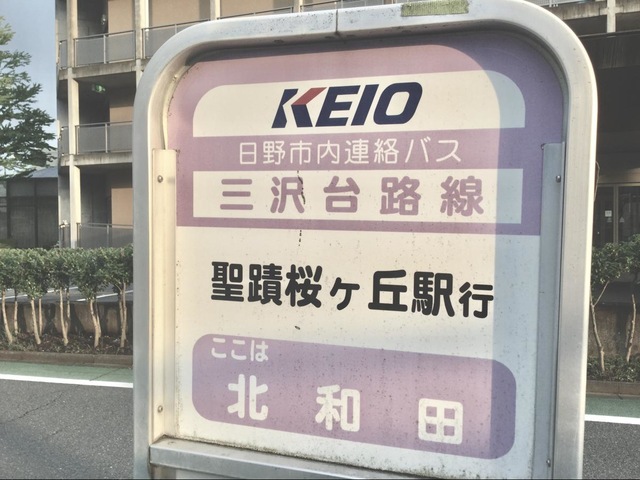 KEIO
日野市内連絡バス
三沢台路線
聖蹟桜ヶ丘駅行
ここは
北和田